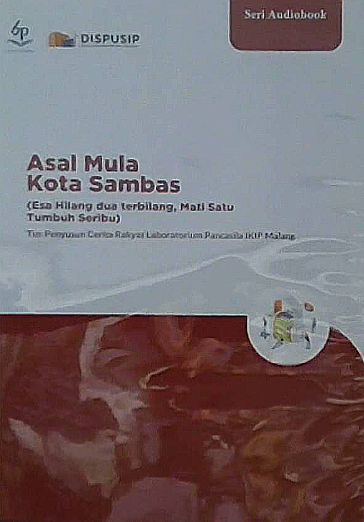 bp
DISPUSIP
Seri Audiobook
Asal Mula
Kota Sambas
(Esa Hilang dua terbilang, Mati Satu
Tumbuh Seribu)
Tim Penyusun Cerita Rakyat Laboratorium Pancasila IKIP Malang